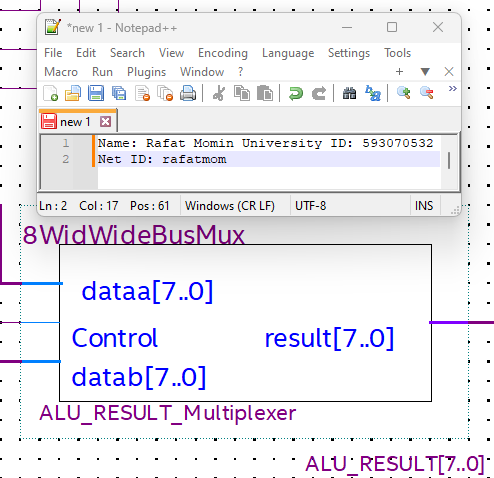 *new 1 - Notepad++
File Edit Search View Encoding Language Settings Tools
Macro Run Plugins Window ? + ▼ X
new 1
1 Name: Rafat Momin University ID: 593070532
2 Net ID: rafatmom
Ln : 2 Col : 17 Pos : 61 Windows (CR LF) UTF-8 INS
8WidWideBusMux
dataa[7..0]
Control result[7..0]
datab[7..0]
ALU_RESULT_Multiplexer
ALU_RESULT[7..0]